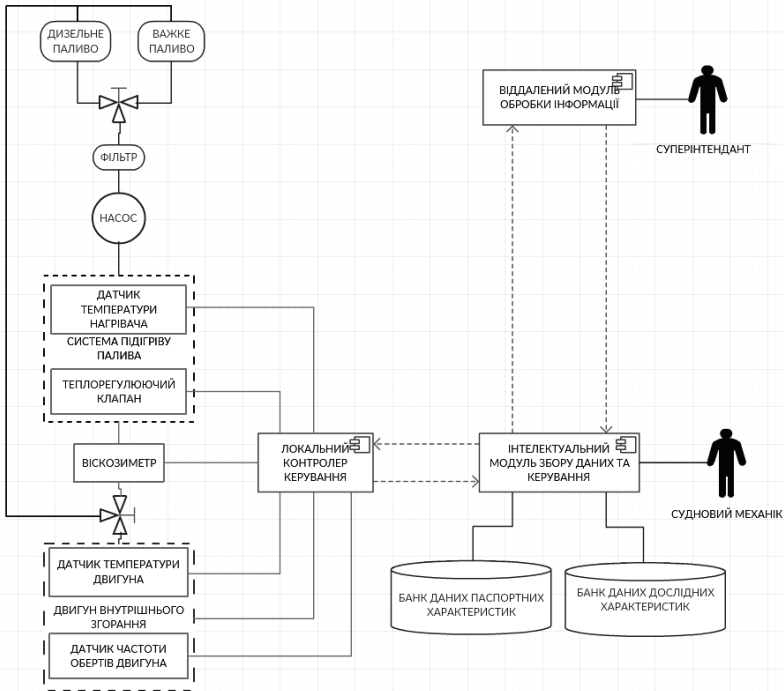 ДИЗЕЛЬНЕ
ПАЛИВО
ВАЖКЕ
ПАЛИВО
ФІЛЬТР
НАСОС
ДАТЧИК
ТЕМПЕРАТУРИ
НАГРІВАЧА
СИСТЕМА ПІДІГРІВУ
ПАЛИВА
ТЕПЛОРЕГУЛЮЮЧИЙ
КЛАПАН
ВІСКОЗИМЕТР
ДАТЧИК ТЕМПЕРАТУРИ
ДВИГУНА
ДВИГУН ВНУТРІШНЬОГО
ЗГОРАННЯ
ДАТЧИК ЧАСТОТИ
ОБЕРТІВ ДВИГУНА
ЛОКАЛЬНИЙ
КОНТРОЛЕР
КЕРУВАННЯ
ВІДДАЛЕНИЙ МОДУЛЬ
ОБРОБКИ ІНФОРМАЦІЇ
СУПЕРІНТЕНДАНТ
ІНТЕЛЕКТУАЛЬНИЙ
МОДУЛЬ ЗБОРУ ДАНИХ ТА
КЕРУВАННЯ
СУДНОВИЙ МЕХАНІК
БАНК ДАНИХ ПАСПОРТНИХ
ХАРАКТЕРИСТИК
БАНК ДАНИХ ДОСЛІДНИХ
ХАРАКТЕРИСТИК